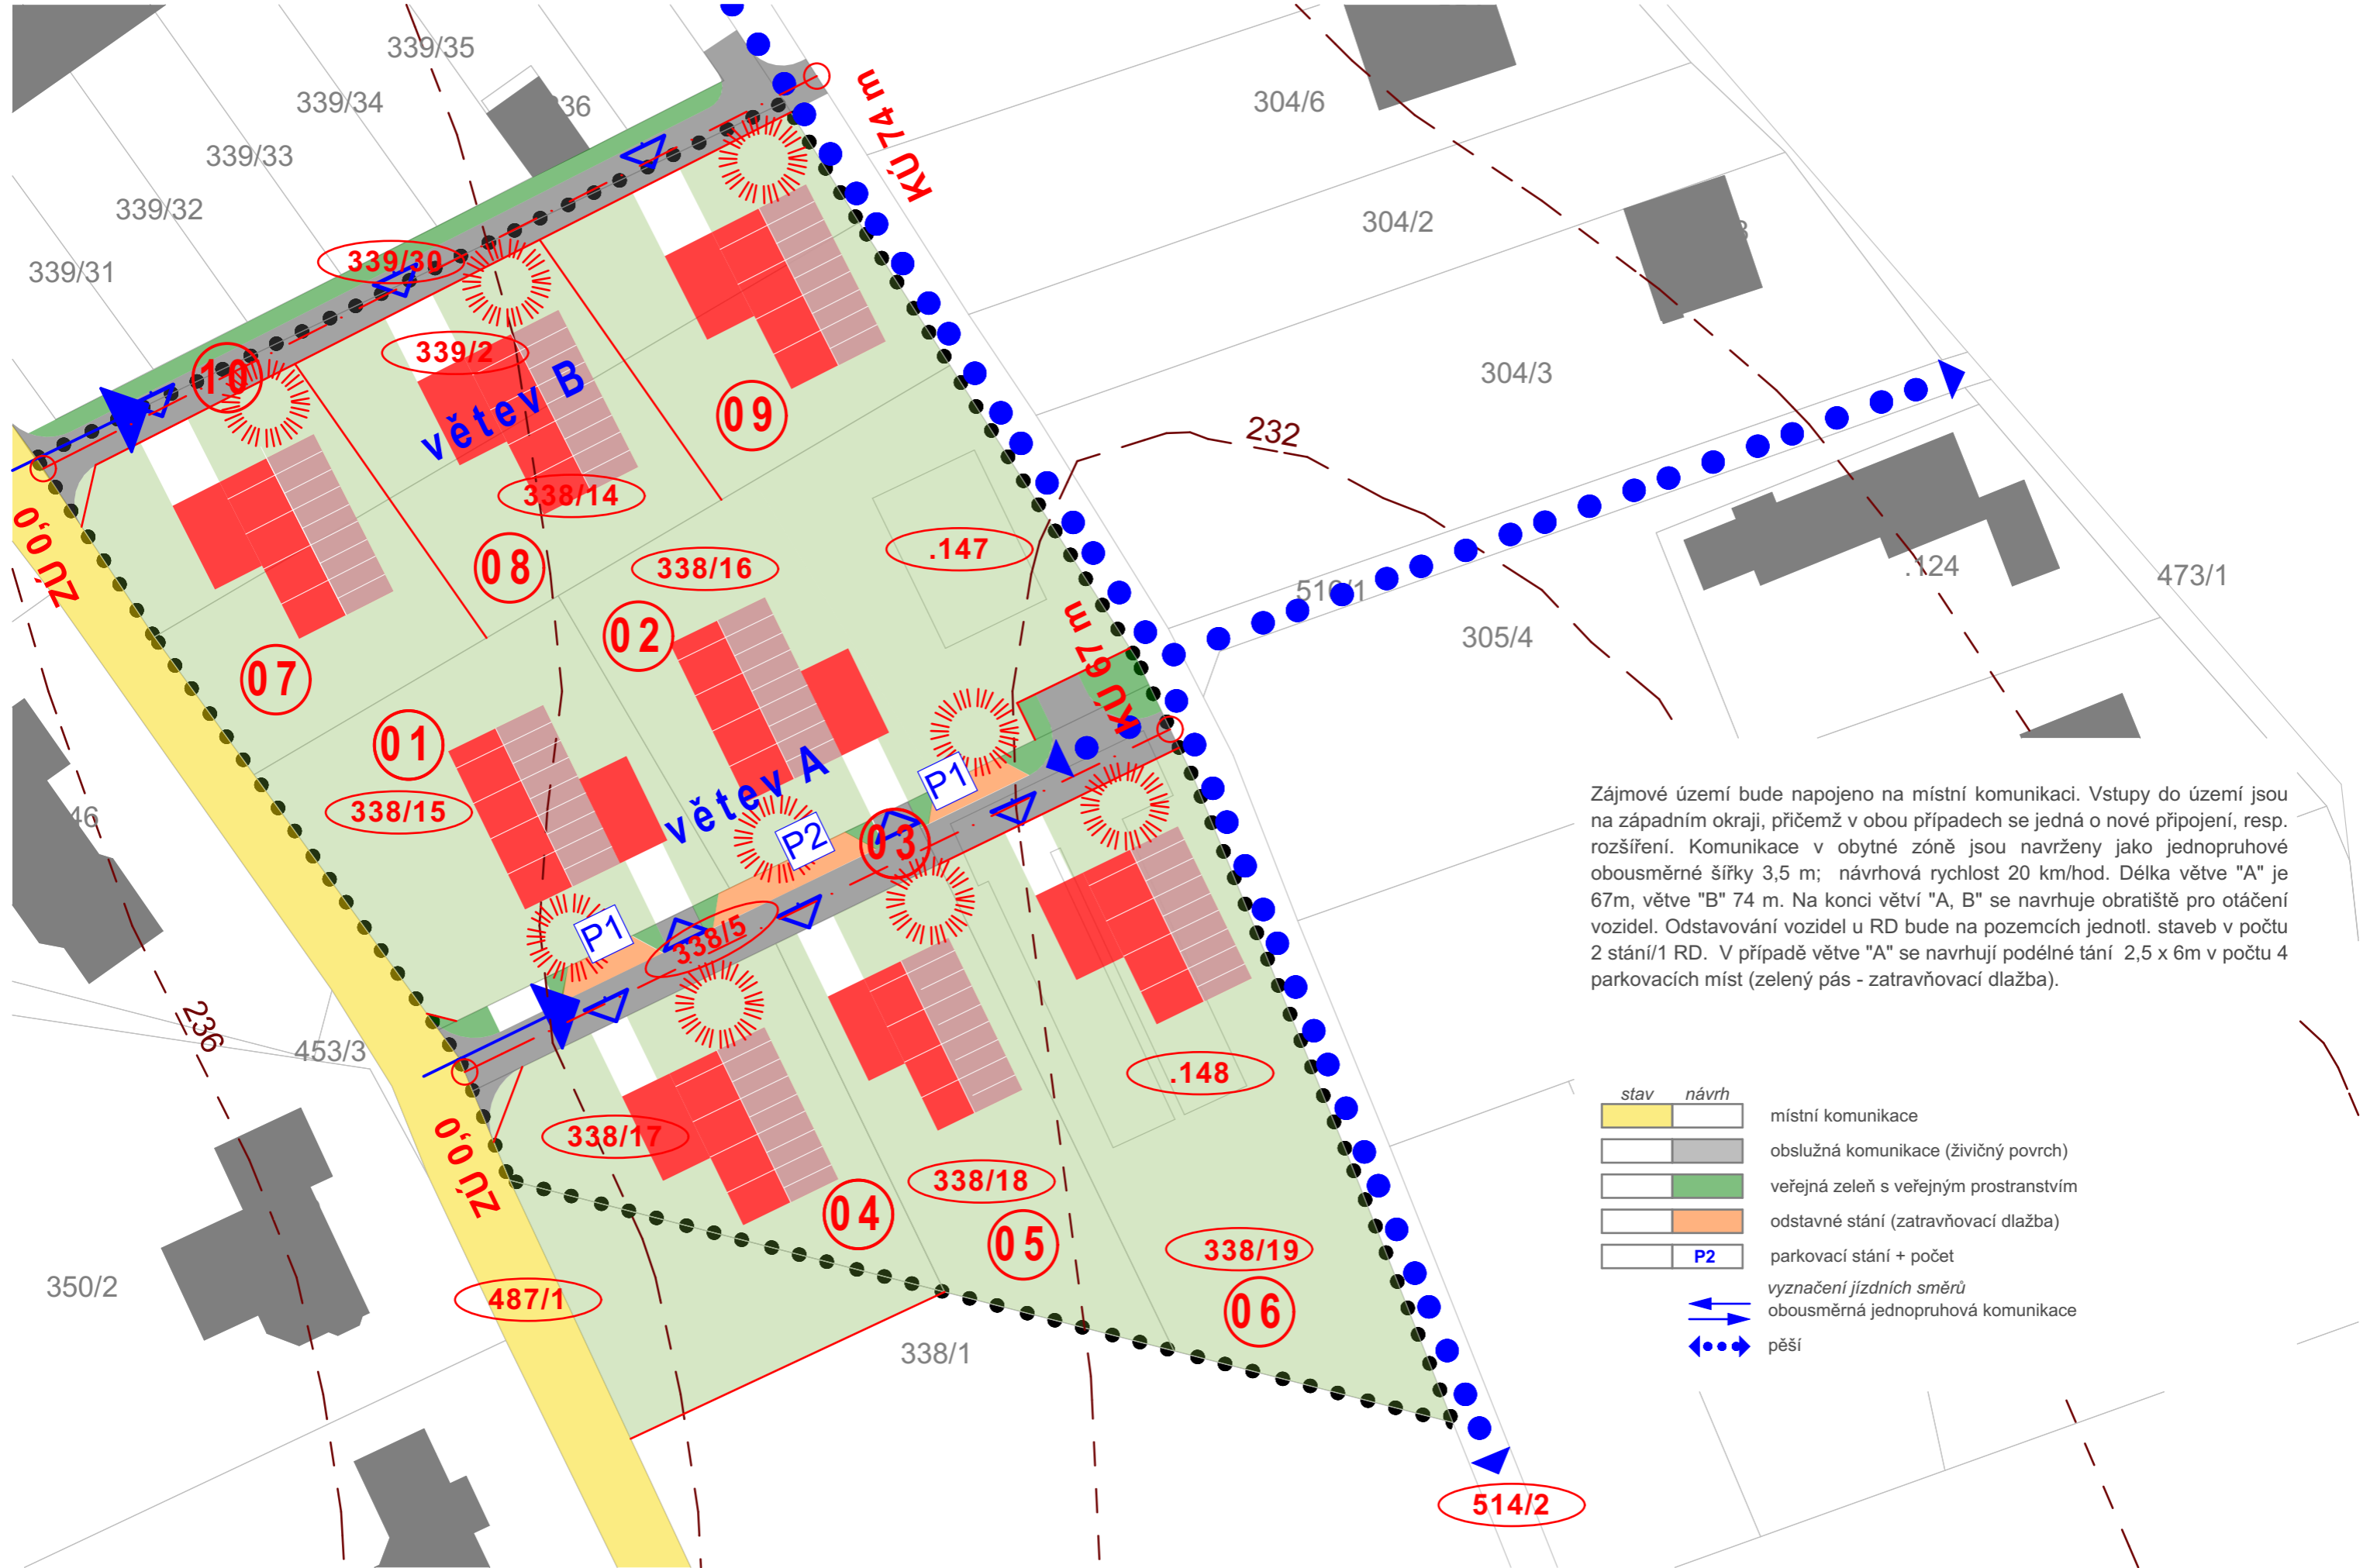 339/35
339/34
36
339/33
339/32
339/31
KÚ 74 m
304/6
304/2
339/30
339/2
10
větev B
09
338/14
08
304/3
232
ZÚ 0,0
.147
338/16
02
07
510/1
.124
473/1
305/4
KÚ 67 m
01
338/15
větev A
P1
P2
03
P1
338/5
46
236
453/3
.148
338/17
ZÚ 0,0
338/18
04
05
338/19
06
350/2
487/1
338/1
514/2
Zájmové území bude napojeno na místní komunikaci. Vstupy do území jsou
na západním okraji, přičemž v obou případech se jedná o nové připojení, resp.
rozšíření. Komunikace v obytné zóně jsou navrženy jako jednopruhové
obousměrné šířky 3,5 m; návrhová rychlost 20 km/hod. Délka větve "A" je
67m, větve "B" 74 m. Na konci větví "A, B" se navrhuje obratiště pro otáčení
vozidel. Odstavování vozidel u RD bude na pozemcích jednotl. staveb v počtu
2 stání/1 RD. V případě větve "A" se navrhují podélné tání 2,5 x 6m v počtu 4
parkovacích míst (zelený pás - zatravňovací dlažba).
stav návrh
místní komunikace
obslužná komunikace (živičný povrch)
veřejná zeleň s veřejným prostranstvím
odstavné stání (zatravňovací dlažba)
P2 parkovací stání + počet
vyznačení jízdních směrů
obousměrná jednopruhová komunikace
pěší